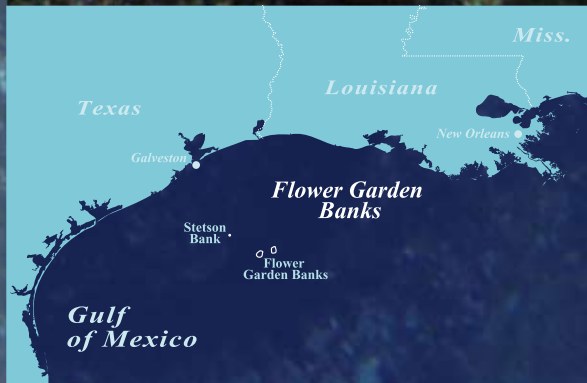 Miss.
Louisiana
Texas
New Orleans
Galveston
Flower Garden
Banks
Stetson
Bank
Flower
Garden Banks
Gulf
of Mexico